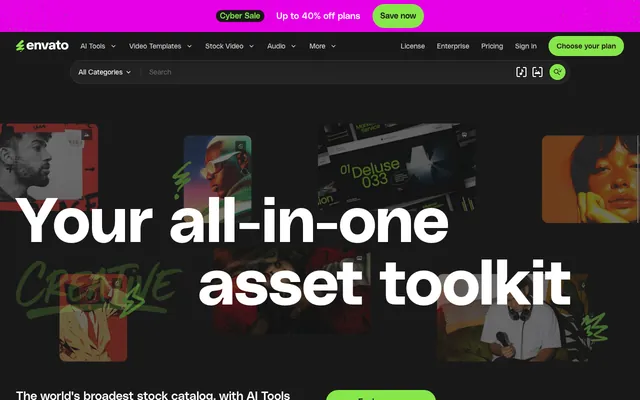 Cyber Sale Up to 40% off plans Save now
envato AI Tools Video Templates Stock Video Audio More License Enterprise Pricing Sign in Choose your plan
All Categories Search
01 Deluse
033
Your all-in-one
asset toolkit
CREATIVE
The world's broadest stock catalog, with AI Tools